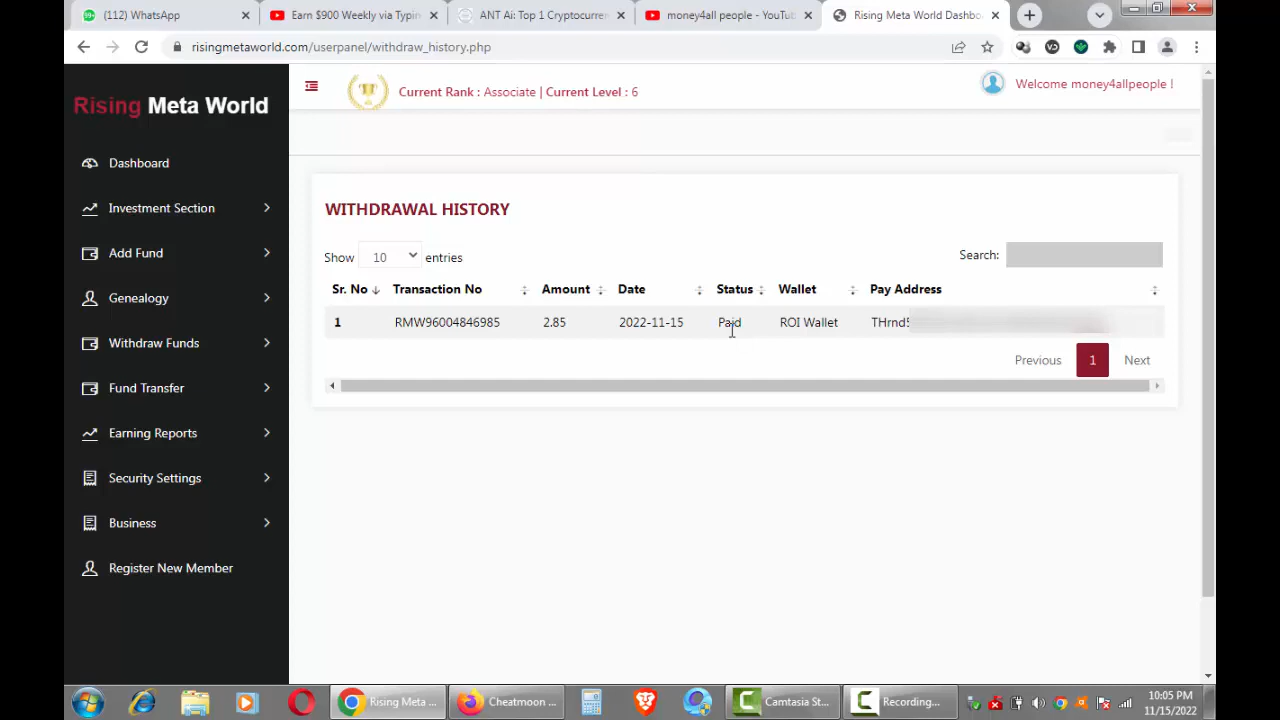 (112) WhatsApp
Earn $900 Weekly via Typin
ANT Ai: Top 1 Cryptocurren
money4all people - YouTub
Rising Meta World Dashbo
risingmetaworld.com/userpanel/withdraw_history.php
Rising Meta World
Current Rank : Associate | Current Level : 6
Welcome money4allpeople !
Dashboard
Investment Section
Add Fund
Genealogy
Withdraw Funds
Fund Transfer
Earning Reports
Security Settings
Business
Register New Member
WITHDRAWAL HISTORY
Show 10 entries
Search:
Sr. No Transaction No Amount Date Status Wallet Pay Address
1 RMW96004846985 2.85 2022-11-15 Paid ROI Wallet THrnd5
Previous 1 Next
Rising Meta ...
Cheatmoon ...
Camtasia St...
Recording...
10:05 PM
11/15/2022